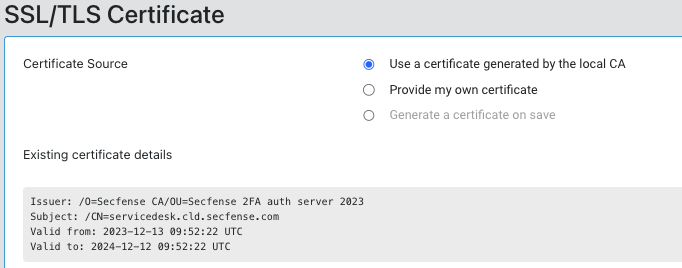 SSL/TLS Certificate
Certificate Source
Use a certificate generated by the local CA
Provide my own certificate
Generate a certificate on save
Existing certificate details
Issuer: /O=Secfense CA/OU=Secfense 2FA auth server 2023
Subject: /CN=servicedesk.cld.secfense.com
Valid from: 2023-12-13 09:52:22 UTC
Valid to: 2024-12-12 09:52:22 UTC